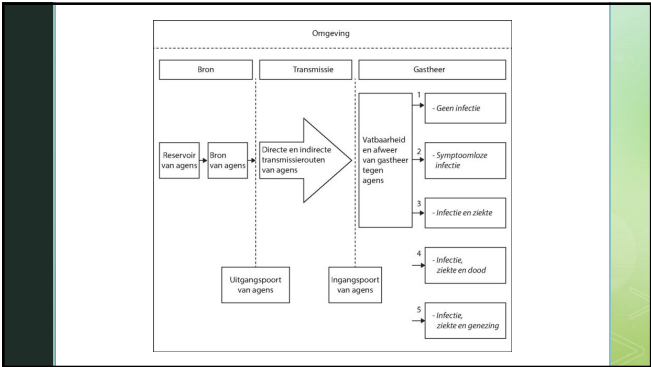 Omgeving
Bron
Transmissie
Gastheer
Reservoir
van agens
Bron
van agens
Directe en indirecte
transmissierouten
van agens
Vatbaarheid
en afweer
van gastheer
tegen
agens
1
- Geen infectie
2
- Symptoomloze
infectie
3
- Infectie en ziekte
4
- Infectie,
ziekte en dood
5
- Infectie,
ziekte en genezing
Uitgangspoort
van agens
Ingangspoort
van agens